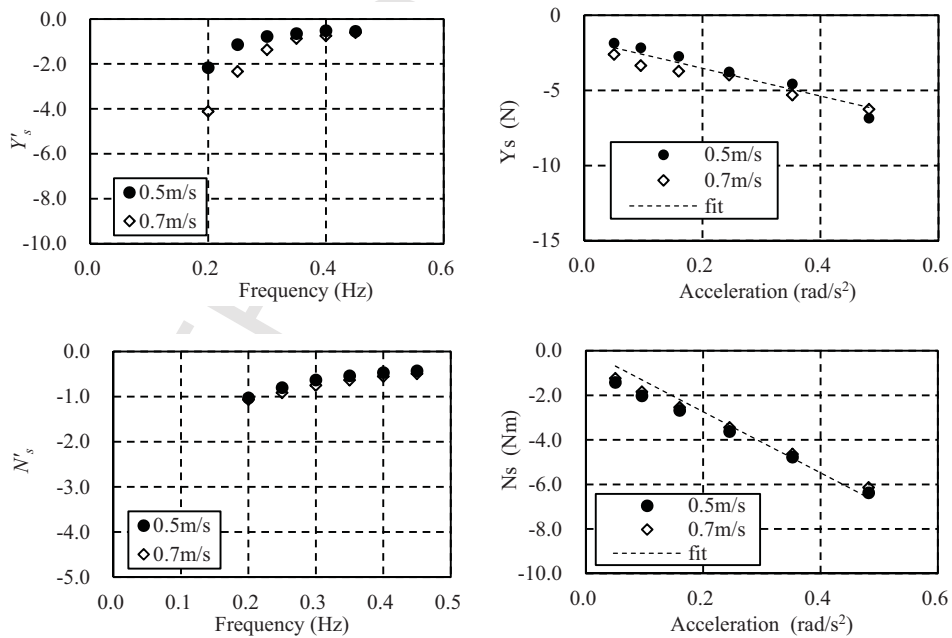 0.0
-2.0
-4.0
-6.0
-8.0
-10.0
Y's
0.5m/s
0.7m/s
0.0 0.2 0.4 0.6
Frequency (Hz)
0
-5
-10
-15
Ys (N)
0.5m/s
0.7m/s
fit
0.0 0.2 0.4 0.6
Acceleration (rad/s²)
0.0
-1.0
-2.0
-3.0
-4.0
-5.0
N's
0.5m/s
0.7m/s
0.0 0.1 0.2 0.3 0.4 0.5
Frequency (Hz)
0.0
-2.0
-4.0
-6.0
-8.0
-10.0
Ns (Nm)
0.5m/s
0.7m/s
fit
0.0 0.2 0.4 0.6
Acceleration (rad/s²)